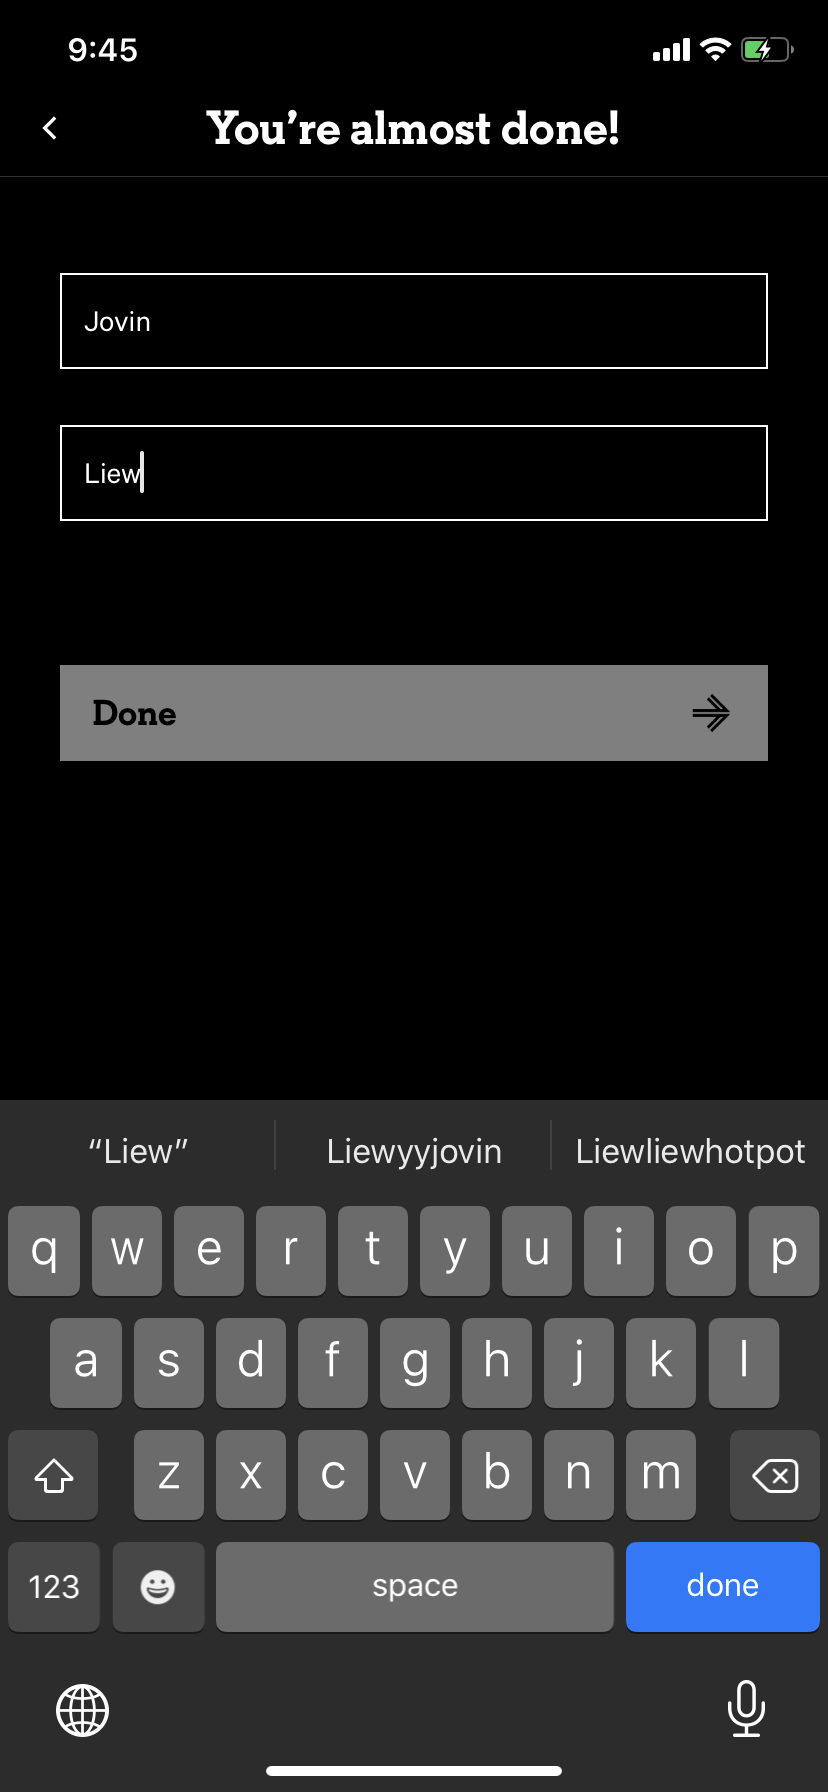 9:45
You’re almost done!
Jovin
Liew
Done
“Liew” Liewyyjovin Liewliewhotpot
q w e r t y u i o p
a s d f g h j k l
z x c v b n m
123 space done